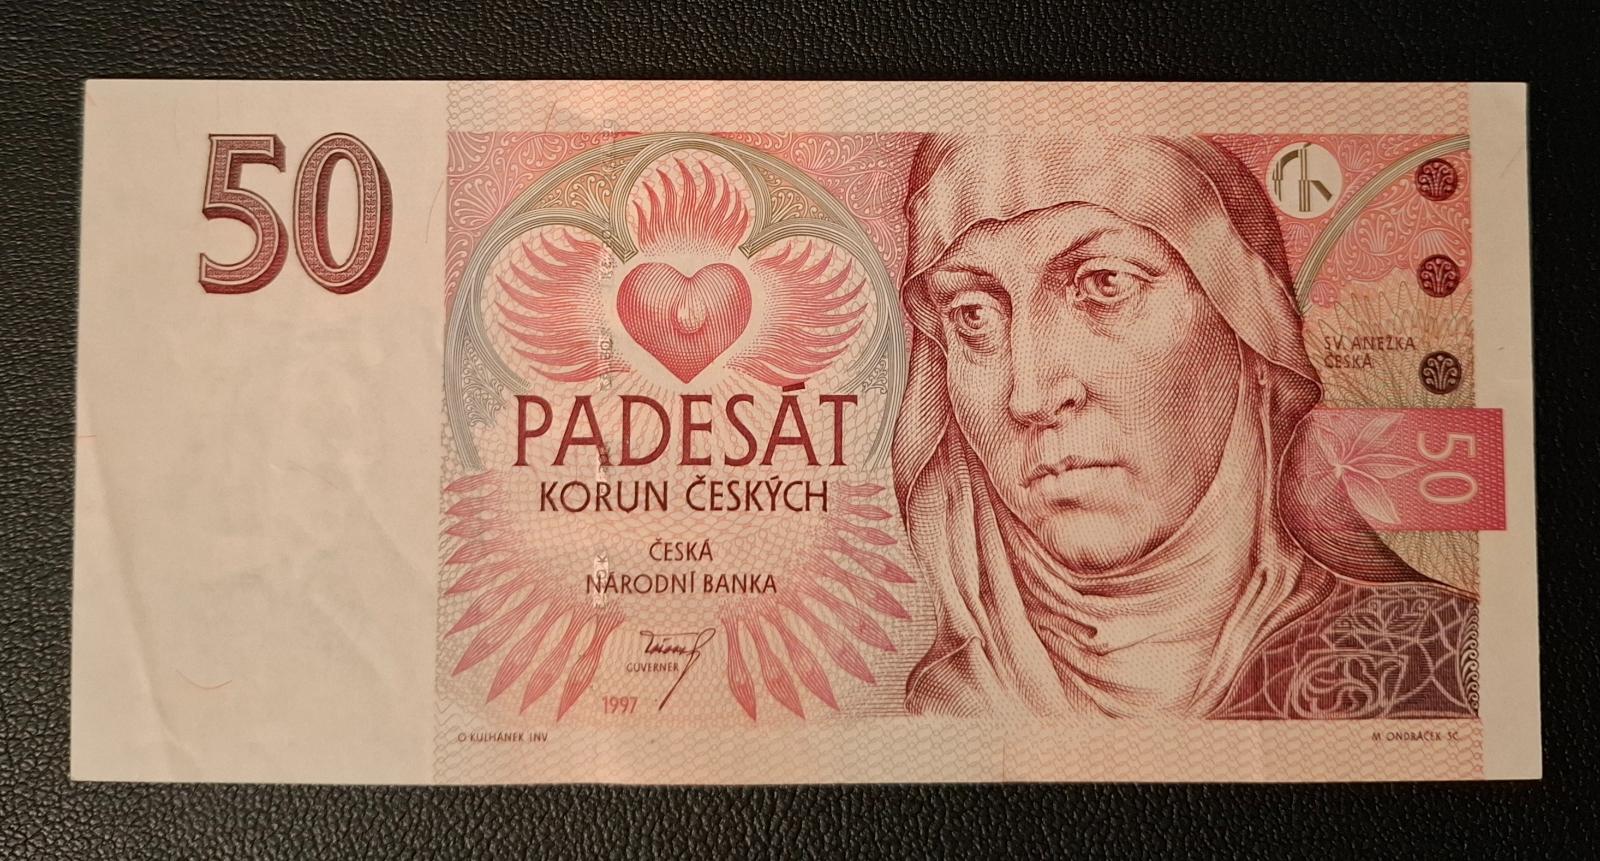 50
PADESÁT
KORUN ČESKÝCH
ČESKÁ
NÁRODNÍ BANKA
GUVERNÉR
1997
O KULHÁNEK INV
SV. ANEŽKA
ČESKÁ
50
M ONDRÁČEK SC